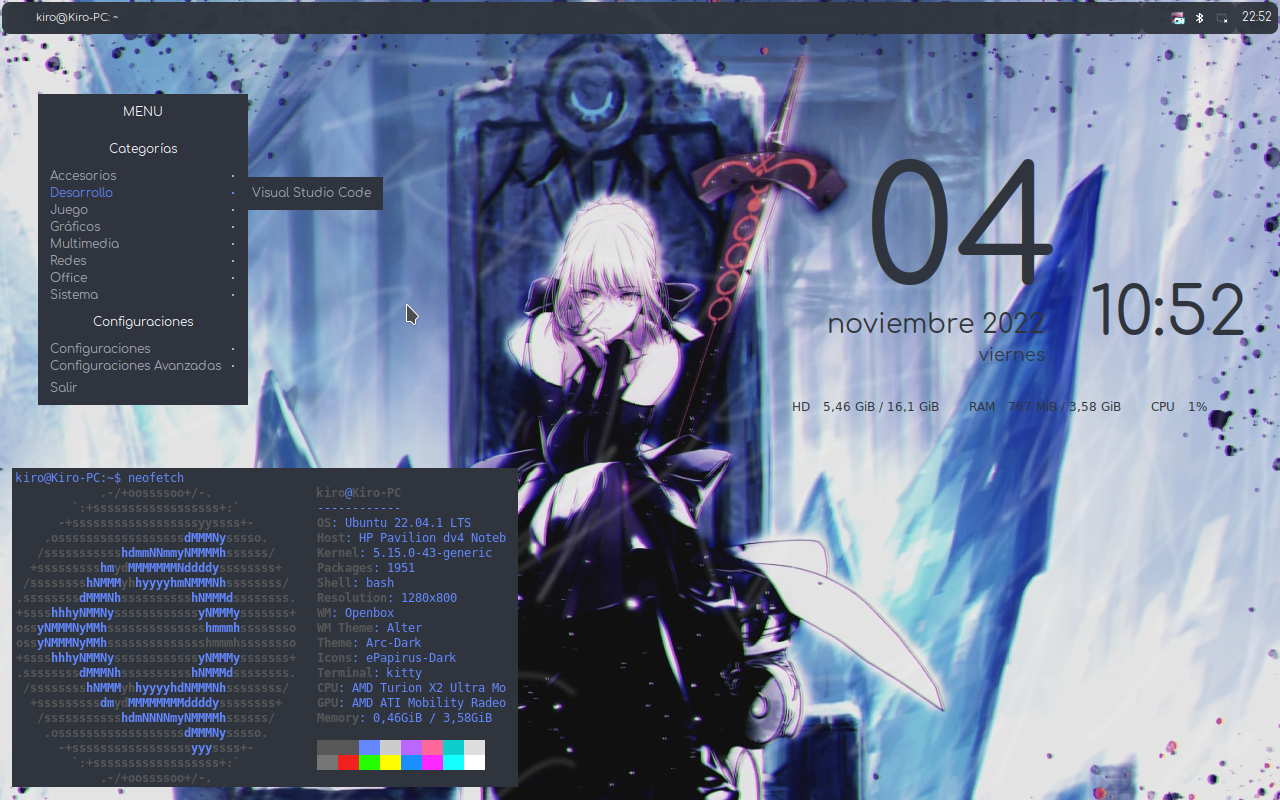 kiro@Kiro-PC: ~
22:52
MENU
Categorías
Accesorios
Desarrollo
Visual Studio Code
Juego
Gráficos
Multimedia
Redes
Office
Sistema
Configuraciones
Configuraciones
Configuraciones Avanzadas
Salir
04
10:52
noviembre 2022
viernes
HD 5,46 GiB / 16,1 GiB RAM 767 MiB / 3,58 GiB CPU 1%
kiro@Kiro-PC:~$ neofetch
kiro@Kiro-PC
------------
OS: Ubuntu 22.04.1 LTS
Host: HP Pavilion dv4 Noteb
Kernel: 5.15.0-43-generic
Packages: 1951
Shell: bash
Resolution: 1280x800
WM: Openbox
WM Theme: Alter
Theme: Arc-Dark
Icons: ePapirus-Dark
Terminal: kitty
CPU: AMD Turion X2 Ultra Mo
GPU: AMD ATI Mobility Radeo
Memory: 0,46GiB / 3,58GiB